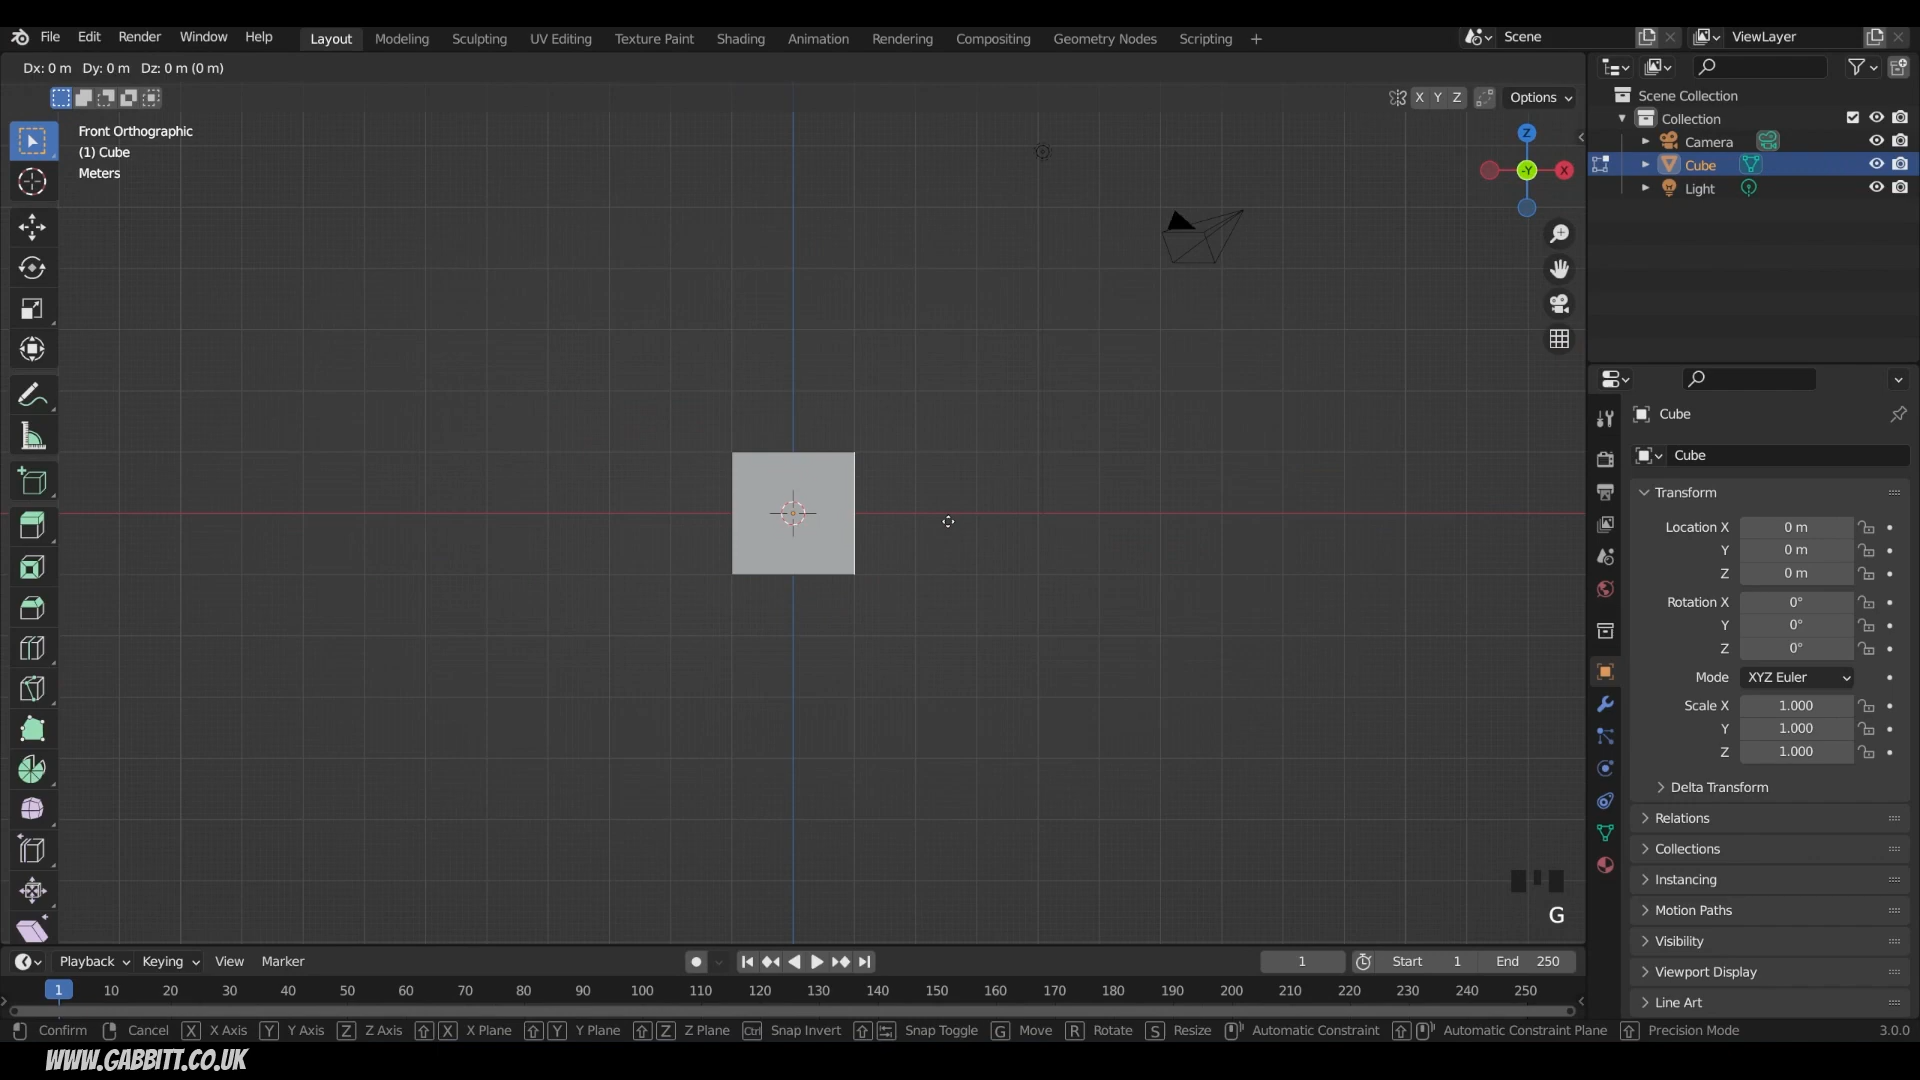 File Edit Render Window Help Layout Modeling Sculpting UV Editing Texture Paint Shading Animation Rendering Compositing Geometry Nodes Scripting + Scene ViewLayer
Dx: 0 m Dy: 0 m Dz: 0 m (0 m)
X Y Z Options
Front Orthographic
(1) Cube
Meters
Z
-Y
X
Scene Collection
Collection
Camera
Cube
Light
Cube
Cube
Transform
Location X 0 m
Y 0 m
Z 0 m
Rotation X 0°
Y 0°
Z 0°
Mode XYZ Euler
Scale X 1.000
Y 1.000
Z 1.000
Delta Transform
Relations
Collections
Instancing
Motion Paths
Visibility
Viewport Display
Line Art
G
Playback Keying View Marker 1 Start 1 End 250
1 10 20 30 40 50 60 70 80 90 100 110 120 130 140 150 160 170 180 190 200 210 220 230 240 250
Confirm Cancel X X Axis Y Y Axis Z Z Axis X X Plane Y Y Plane Z Z Plane Ctrl Snap Invert Snap Toggle G Move R Rotate S Resize Automatic Constraint Automatic Constraint Plane Precision Mode 3.0.0
WWW.GABBITT.CO.UK